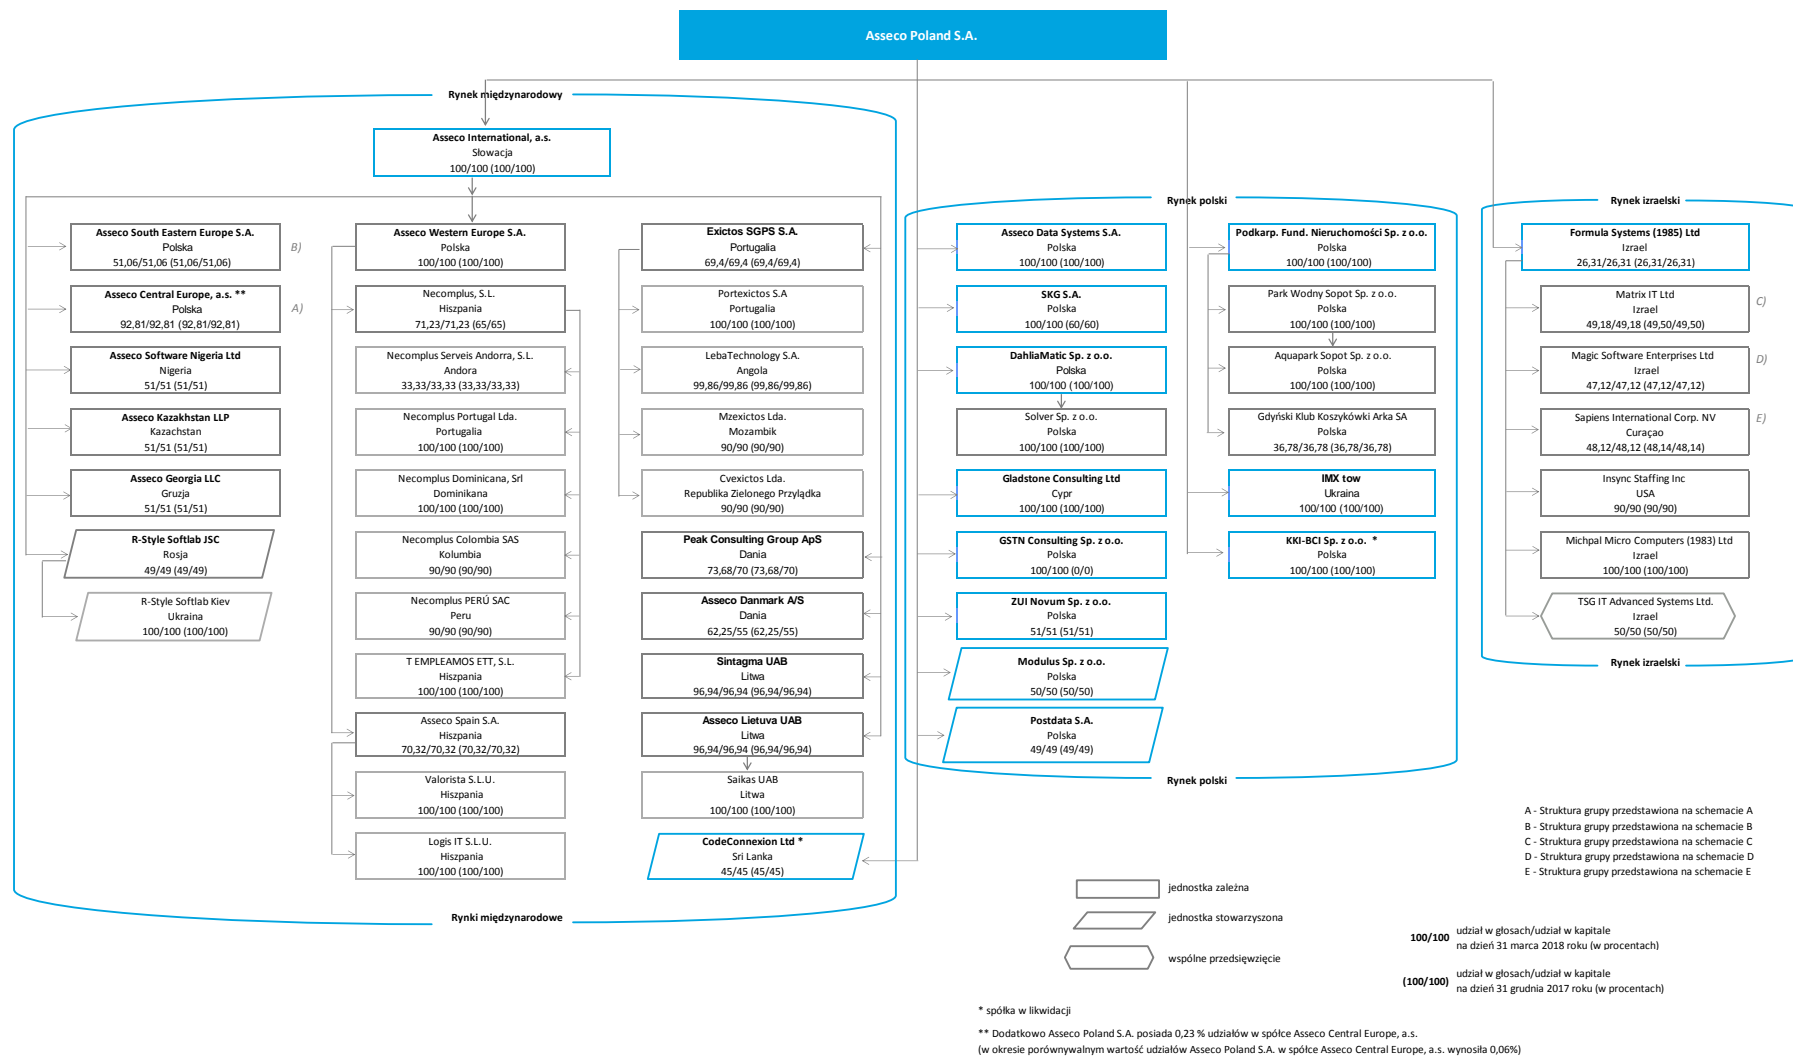 Asseco Poland S.A.
Rynek międzynarodowy
Asseco International, a.s.
Słowacja
100/100 (100/100)
Asseco South Eastern Europe S.A.
Polska
51,06/51,06 (51,06/51,06)
B)
Asseco Central Europe, a.s. **
Polska
92,81/92,81 (92,81/92,81)
A)
Asseco Software Nigeria Ltd
Nigeria
51/51 (51/51)
Asseco Kazakhstan LLP
Kazachstan
51/51 (51/51)
Asseco Georgia LLC
Gruzja
51/51 (51/51)
R-Style Softlab JSC
Rosja
49/49 (49/49)
R-Style Softlab Kiev
Ukraina
100/100 (100/100)
Asseco Western Europe S.A.
Polska
100/100 (100/100)
Necomplus, S.L.
Hiszpania
71,23/71,23 (65/65)
Necomplus Serveis Andorra, S.L.
Andora
33,33/33,33 (33,33/33,33)
Necomplus Portugal Lda.
Portugalia
100/100 (100/100)
Necomplus Dominicana, Srl
Dominikana
100/100 (100/100)
Necomplus Colombia SAS
Kolumbia
90/90 (90/90)
Necomplus PERÚ SAC
Peru
90/90 (90/90)
T EMPLEAMOS ETT, S.L.
Hiszpania
100/100 (100/100)
Asseco Spain S.A.
Hiszpania
70,32/70,32 (70,32/70,32)
Valorista S.L.U.
Hiszpania
100/100 (100/100)
Logis IT S.L.U.
Hiszpania
100/100 (100/100)
Exictos SGPS S.A.
Portugalia
69,4/69,4 (69,4/69,4)
Portexictos S.A
Portugalia
100/100 (100/100)
LebaTechnology S.A.
Angola
99,86/99,86 (99,86/99,86)
Mzexictos Lda.
Mozambik
90/90 (90/90)
Cvexictos Lda.
Republika Zielonego Przylądka
90/90 (90/90)
Peak Consulting Group ApS
Dania
73,68/70 (73,68/70)
Asseco Danmark A/S
Dania
62,25/55 (62,25/55)
Sintagma UAB
Litwa
96,94/96,94 (96,94/96,94)
Asseco Lietuva UAB
Litwa
96,94/96,94 (96,94/96,94)
Saikas UAB
Litwa
100/100 (100/100)
CodeConnexion Ltd *
Sri Lanka
45/45 (45/45)
Rynki międzynarodowe
Rynek polski
Asseco Data Systems S.A.
Polska
100/100 (100/100)
SKG S.A.
Polska
100/100 (60/60)
DahliaMatic Sp. z o.o.
Polska
100/100 (100/100)
Solver Sp. z o.o.
Polska
100/100 (100/100)
Gladstone Consulting Ltd
Cypr
100/100 (100/100)
GSTN Consulting Sp. z o.o.
Polska
100/100 (0/0)
ZUI Novum Sp. z o.o.
Polska
51/51 (51/51)
Modulus Sp. z o.o.
Polska
50/50 (50/50)
Postdata S.A.
Polska
49/49 (49/49)
Podkarp. Fund. Nieruchomości Sp. z o.o.
Polska
100/100 (100/100)
Park Wodny Sopot Sp. z o.o.
Polska
100/100 (100/100)
Aquapark Sopot Sp. z o.o.
Polska
100/100 (100/100)
Gdyński Klub Koszykówki Arka SA
Polska
36,78/36,78 (36,78/36,78)
IMX tow
Ukraina
100/100 (100/100)
KKI-BCI Sp. z o.o. *
Polska
100/100 (100/100)
Rynek polski
Rynek izraelski
Formula Systems (1985) Ltd
Izrael
26,31/26,31 (26,31/26,31)
Matrix IT Ltd
Izrael
49,18/49,18 (49,50/49,50)
C)
Magic Software Enterprises Ltd
Izrael
47,12/47,12 (47,12/47,12)
D)
Sapiens International Corp. NV
Curaçao
48,12/48,12 (48,14/48,14)
E)
Insync Staffing Inc
USA
90/90 (90/90)
Michpal Micro Computers (1983) Ltd
Izrael
100/100 (100/100)
TSG IT Advanced Systems Ltd.
Izrael
50/50 (50/50)
Rynek izraelski
A - Struktura grupy przedstawiona na schemacie A
B - Struktura grupy przedstawiona na schemacie B
C - Struktura grupy przedstawiona na schemacie C
D - Struktura grupy przedstawiona na schemacie D
E - Struktura grupy przedstawiona na schemacie E
jednostka zależna
jednostka stowarzyszona
wspólne przedsięwzięcie
100/100 udział w głosach/udział w kapitale
na dzień 31 marca 2018 roku (w procentach)
(100/100) udział w głosach/udział w kapitale
na dzień 31 grudnia 2017 roku (w procentach)
* spółka w likwidacji
** Dodatkowo Asseco Poland S.A. posiada 0,23 % udziałów w spółce Asseco Central Europe, a.s.
(w okresie porównywalnym wartość udziałów Asseco Poland S.A. w spółce Asseco Central Europe, a.s. wynosiła 0,06%)